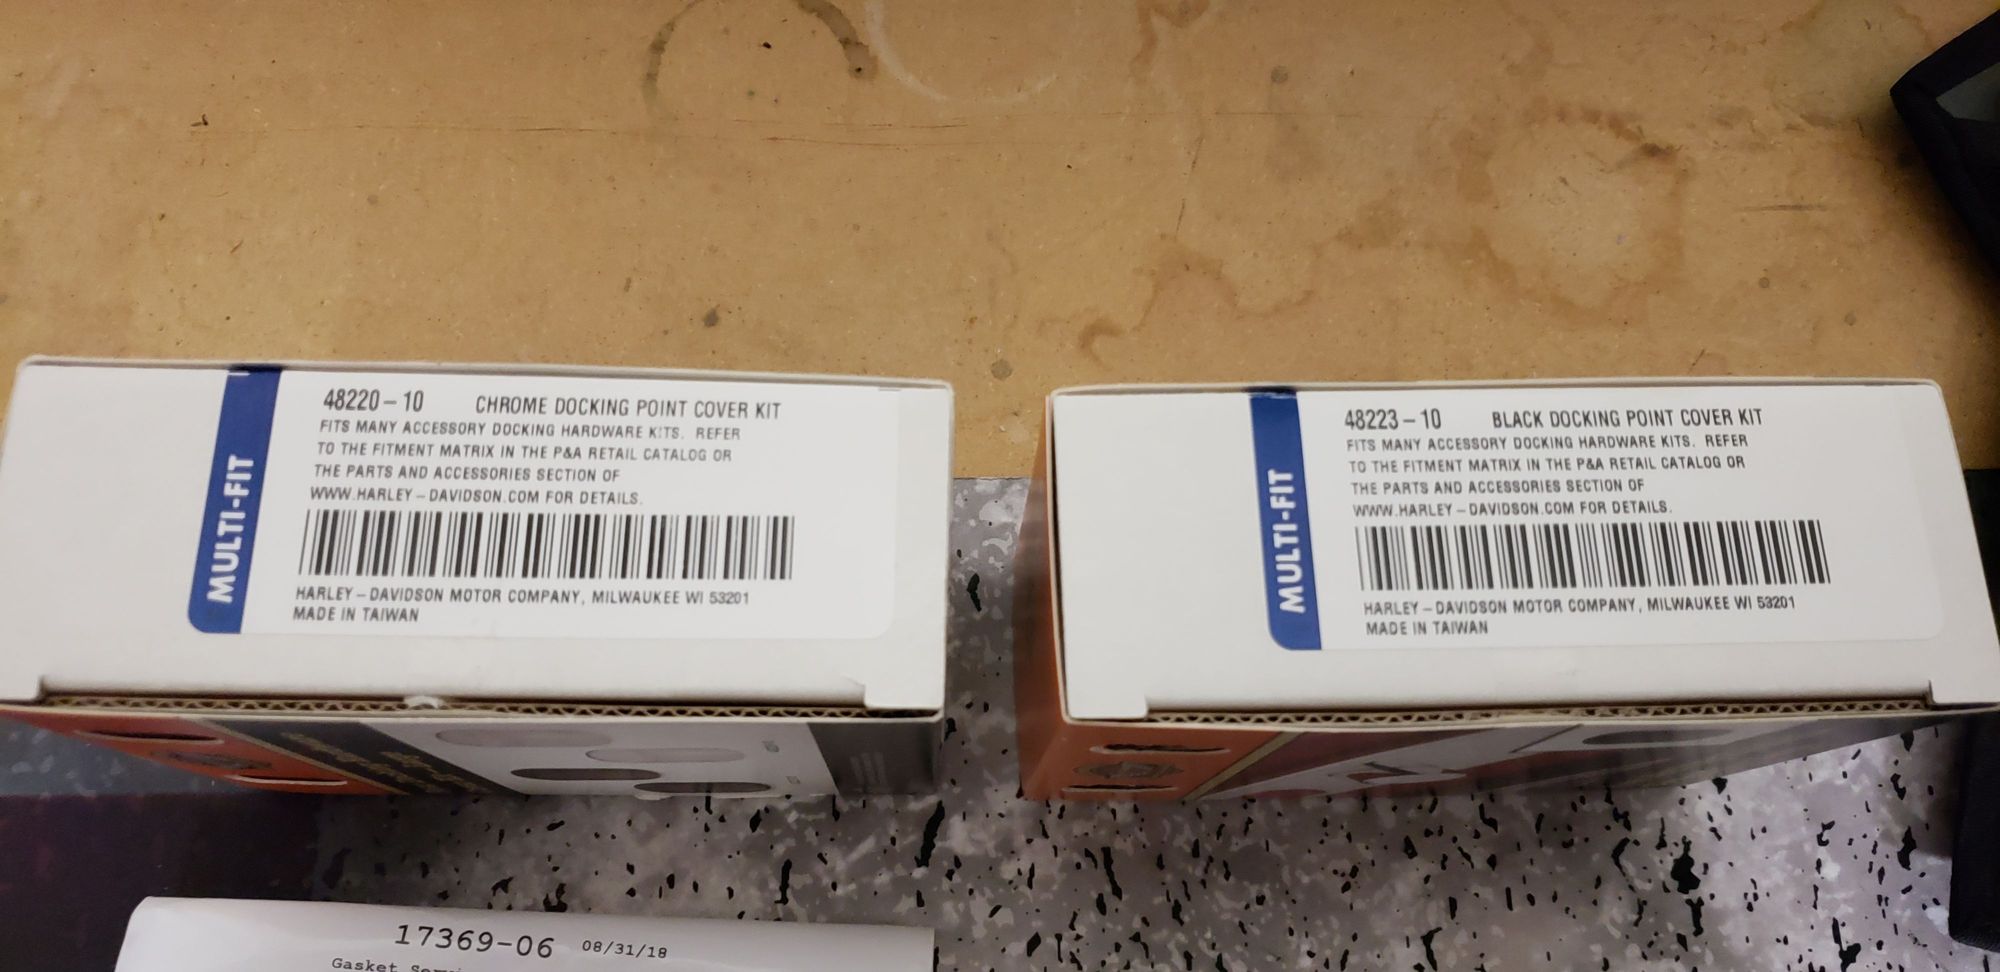 MULTI-FIT
48220-10 CHROME DOCKING POINT COVER KIT
FITS MANY ACCESSORY DOCKING HARDWARE KITS. REFER
TO THE FITMENT MATRIX IN THE P&A RETAIL CATALOG OR
THE PARTS AND ACCESSORIES SECTION OF
WWW.HARLEY-DAVIDSON.COM FOR DETAILS.
HARLEY-DAVIDSON MOTOR COMPANY, MILWAUKEE WI 53201
MADE IN TAIWAN
MULTI-FIT
48223-10 BLACK DOCKING POINT COVER KIT
FITS MANY ACCESSORY DOCKING HARDWARE KITS. REFER
TO THE FITMENT MATRIX IN THE P&A RETAIL CATALOG OR
THE PARTS AND ACCESSORIES SECTION OF
WWW.HARLEY-DAVIDSON.COM FOR DETAILS.
HARLEY-DAVIDSON MOTOR COMPANY, MILWAUKEE WI 53201
MADE IN TAIWAN
17369-06 08/31/18
Gasket